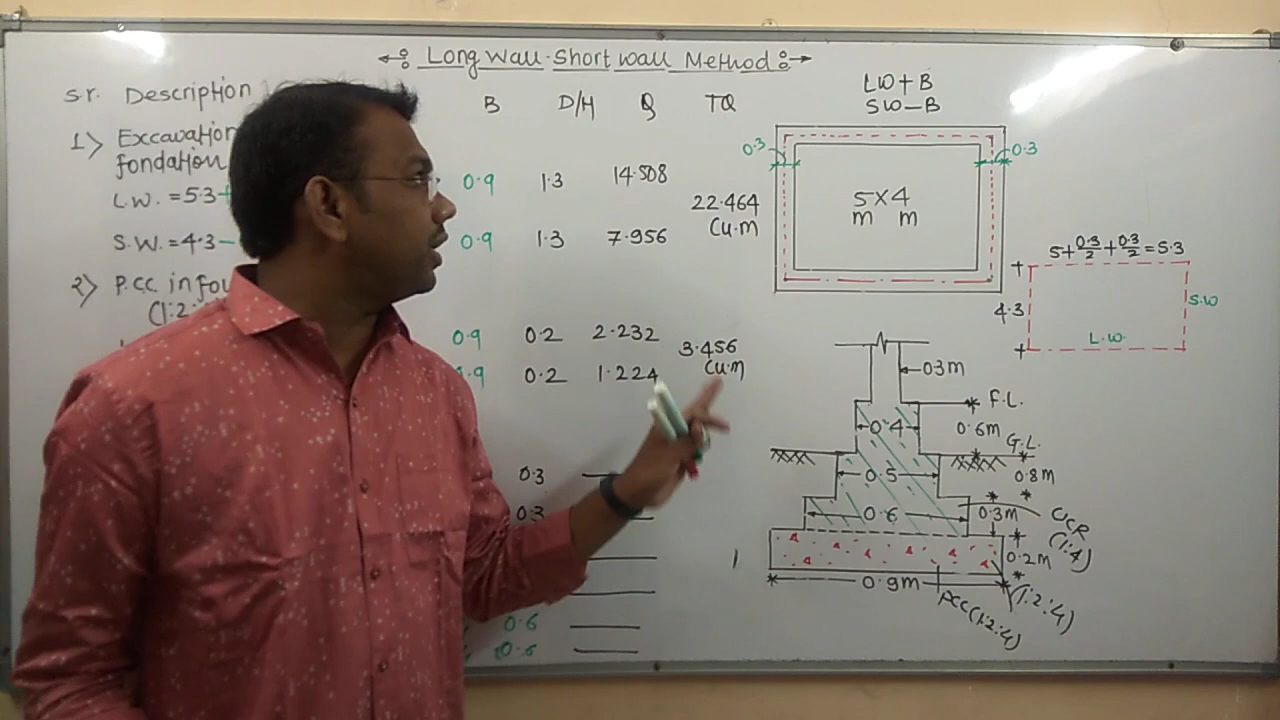 Long Wall-Short wall Method
Sr. Description
B D/H Q TQ
1) Excavation
fondation
L.W. = 5.3+
0.9 1.3 14.508
S.W. = 4.3-
0.9 1.3 7.956
22.464
Cu.m
2) P.C.C. in fou
(1:2:
0.9 0.2 2.232
0.2 1.224
3.456
Cu.m
0.3
0.3
0.6
0.6
LW+B
SW-B
0.3
0.3
5x4
m m
5+0.3/2+0.3/2=5.3
4.3
S.W
L.W.
0.3m
F.L.
0.4
0.6m
G.L.
0.5
0.8m
0.6
0.3m
UCR
(1:4)
0.2m
0.9m
PCC (1:2:4)
(1:2:4)